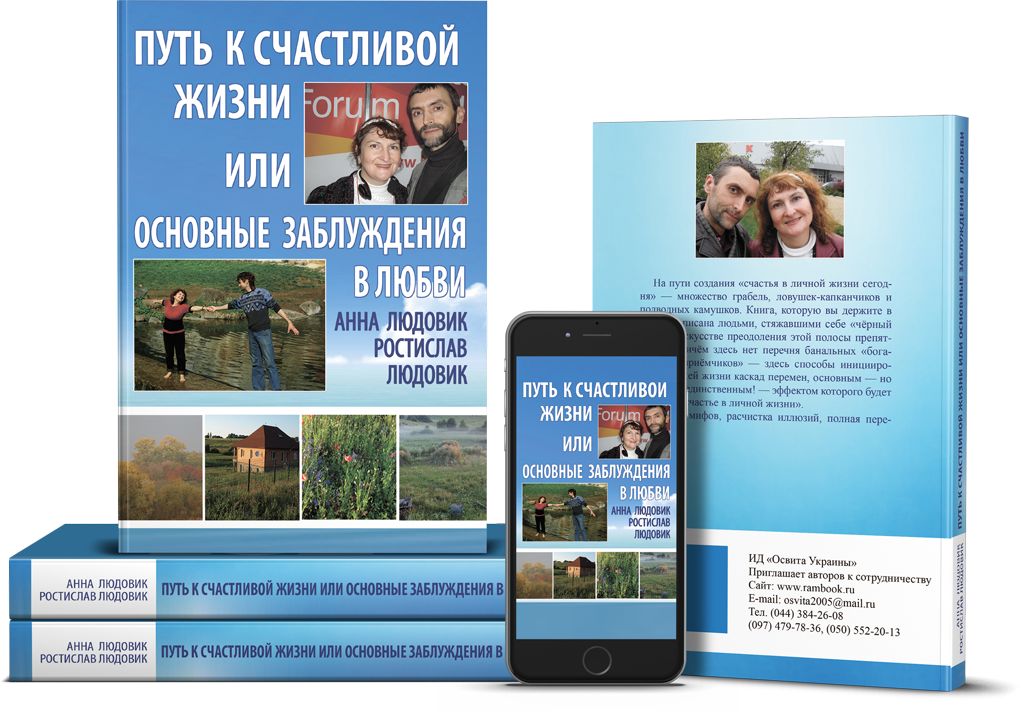 ПУТЬ К СЧАСТЛИВОЙ
ЖИЗНИ
Forum
ИЛИ
ОСНОВНЫЕ ЗАБЛУЖДЕНИЯ
В ЛЮБВИ
АННА ЛЮДОВИК
РОСТИСЛАВ
ЛЮДОВИК
АННА ЛЮДОВИК
РОСТИСЛАВ ЛЮДОВИК
ПУТЬ К СЧАСТЛИВОЙ ЖИЗНИ ИЛИ ОСНОВНЫЕ ЗАБЛУЖДЕНИЯ В
АННА ЛЮДОВИК
РОСТИСЛАВ ЛЮДОВИК
ПУТЬ К СЧАСТЛИВОЙ ЖИЗНИ ИЛИ ОСНОВНЫЕ ЗАБЛУЖДЕНИЯ В
ПУТЬ К СЧАСТЛИВОЙ
ЖИЗНИ
Forum
ИЛИ
ОСНОВНЫЕ ЗАБЛУЖДЕНИЯ
В ЛЮБВИ
АННА ЛЮДОВИК
РОСТИСЛАВ
ЛЮДОВИК
На пути создания «счастья в личной жизни сегод-
ня» — множество грабель, ловушек-капканчиков и
подводных камушков. Книга, которую вы держите в
писана людьми, стяжавшими себе «чёрный
скусстве преодоления этой полосы препят-
ичём здесь нет перечня банальных «бога-
приёмчиков» — здесь способы иницииро-
ей жизни каскад перемен, основным — но
единственным! — эффектом которого будет
счастье в личной жизни».
мифов, расчистка иллюзий, полная пере-
ИД «Освита Украины»
Приглашает авторов к сотрудничеству
Сайт: www.rambook.ru
E-mail: osvita2005@mail.ru
Тел. (044) 384-26-08
(097) 479-78-36, (050) 552-20-13
ПУТЬ К СЧАСТЛИВОЙ ЖИЗНИ ИЛИ ОСНОВНЫЕ ЗАБЛУЖДЕНИЯ В ЛЮБВИ
АННА ЛЮДОВИК
РОСТИСЛАВ ЛЮДОВИК